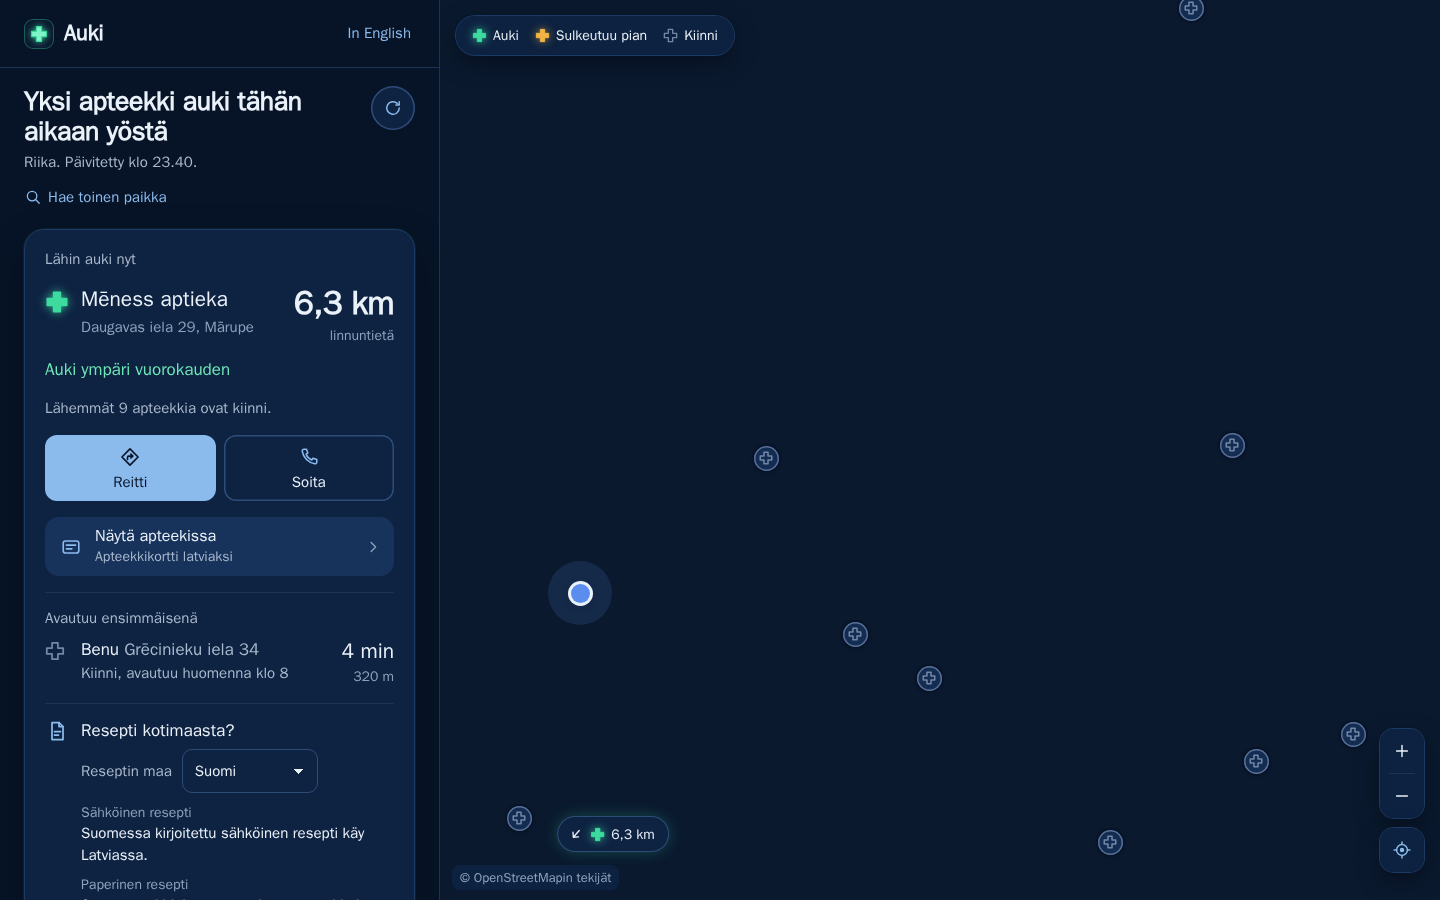 Auki
In English
Yksi apteekki auki tähän
aikaan yöstä
Riika. Päivitetty klo 23.40.
Hae toinen paikka
Lähin auki nyt
Mēness aptieka
6,3 km
Daugavas iela 29, Mārupe
linnuntietä
Auki ympäri vuorokauden
Lähemmät 9 apteekkia ovat kiinni.
Reitti
Soita
Näytä apteekissa
Apteekkikortti latviaksi
Avautuu ensimmäisenä
Benu Grēcinieku iela 34
4 min
Kiinni, avautuu huomenna klo 8
320 m
Resepti kotimaasta?
Reseptin maa
Suomi
Sähköinen resepti
Suomessa kirjoitettu sähköinen resepti käy
Latviassa.
Paperinen resepti
Auki
Sulkeutuu pian
Kiinni
6,3 km
© OpenStreetMapin tekijät